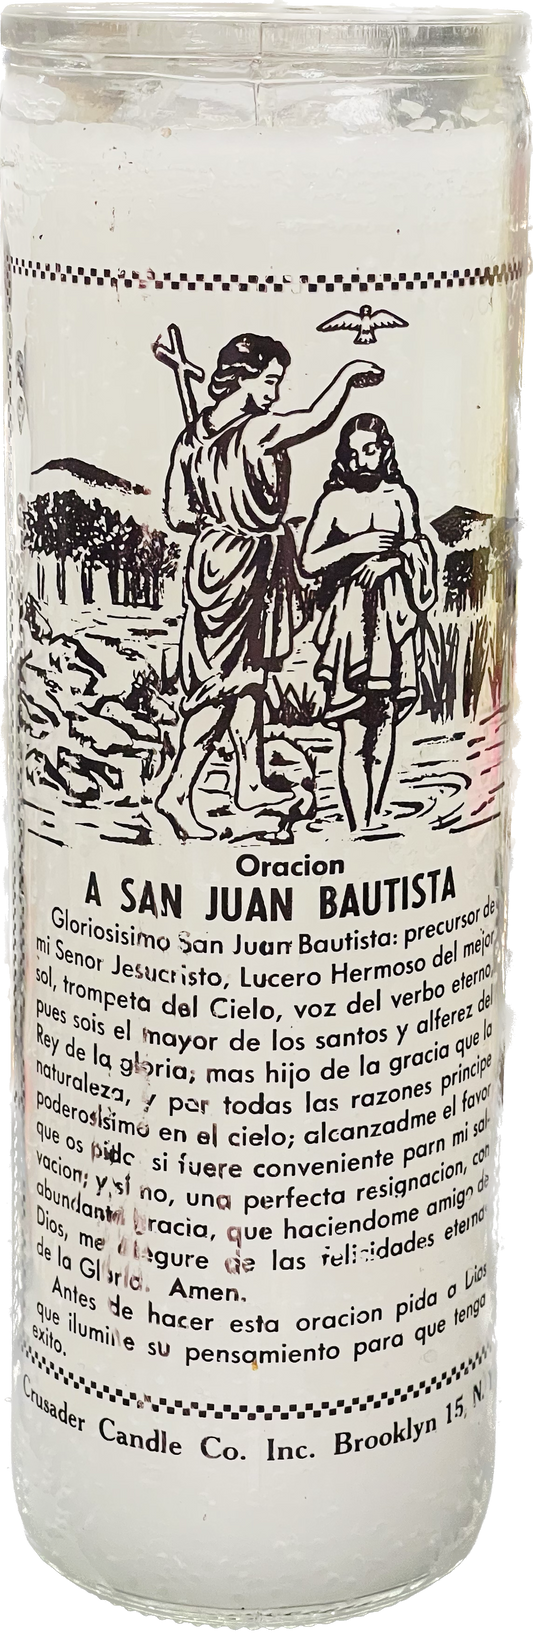 Oracion
A SAN JUAN BAUTISTA
Gloriosisimo San Juan Bautista: precursor de
mi Senor Jesucristo, Lucero Hermoso del mejor
sol, trompeta del Cielo, voz del verbo eterno,
pues sois el mayor de los santos y alferez del
Rey de la gloria; mas hijo de la gracia que la
naturaleza, y por todas las razones principe
poderosisimo en el cielo; alcanzadme el favor
que os pido si fuere conveniente parn mi sal-
vacion; y si no, una perfecta resignacion, con
abundante gracia, que haciendome amigo de
Dios, me de las felicidades
de la Gloria. Amen.
Antes de hacer esta oracion pida a Dios
que ilumine su pensamiento para que tenga
exito.
Crusader Candle Co. Inc. Brooklyn 15, N.